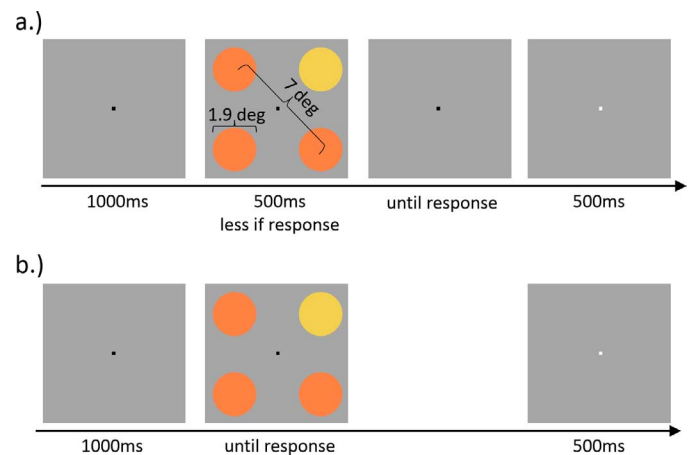 a.)
7 deg
1.9 deg
1000ms
500ms
until response
500ms
less if response
b.)
1000ms
until response
500ms